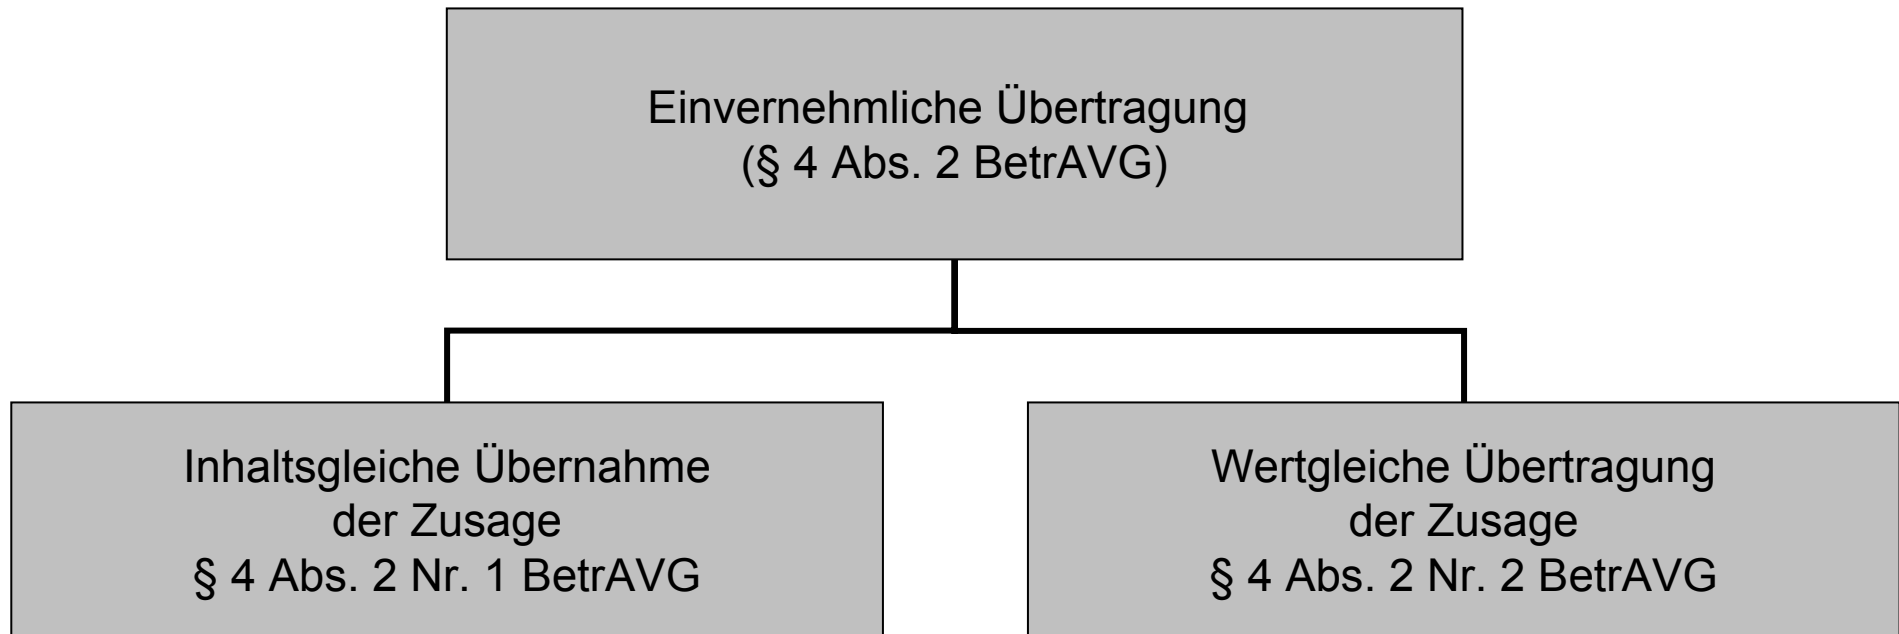 Einvernehmliche Übertragung
(§ 4 Abs. 2 BetrAVG)
Inhaltsgleiche Übernahme
der Zusage
§ 4 Abs. 2 Nr. 1 BetrAVG
Wertgleiche Übertragung
der Zusage
§ 4 Abs. 2 Nr. 2 BetrAVG